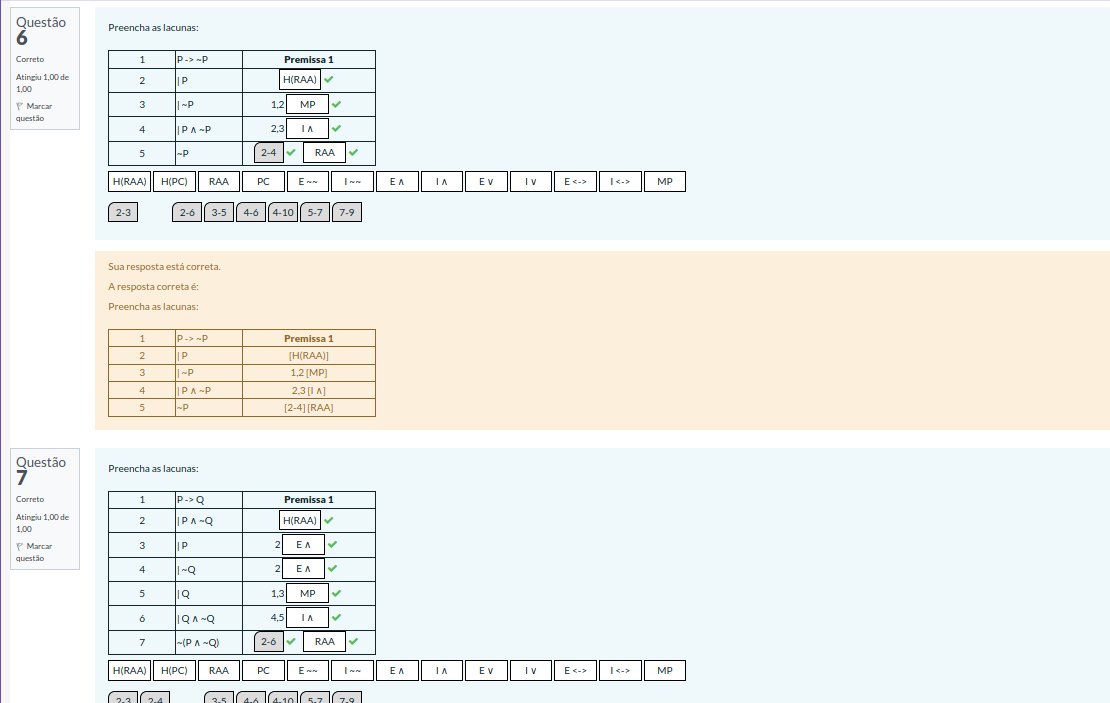 Questão
6
Correto
Atingiu 1,00 de
1,00
Marcar
questão
Preencha as lacunas:
1 P -> ~P Premissa 1
2 | P H(RAA)
3 | ~P 1,2 MP
4 | P ∧ ~P 2,3 I ∧
5 ~P 2-4 RAA
H(RAA) H(PC) RAA PC E ~~ I ~~ E ∧ I ∧ E ∨ I ∨ E <-> I <-> MP
2-3 2-6 3-5 4-6 4-10 5-7 7-9
Sua resposta está correta.
A resposta correta é:
Preencha as lacunas:
1 P -> ~P Premissa 1
2 | P [H(RAA)]
3 | ~P 1,2 [MP]
4 | P ∧ ~P 2,3 [I ∧]
5 ~P [2-4] [RAA]
Questão
7
Correto
Atingiu 1,00 de
1,00
Marcar
questão
Preencha as lacunas:
1 P -> Q Premissa 1
2 | P ∧ ~Q H(RAA)
3 | P 2 E ∧
4 | ~Q 2 E ∧
5 | Q 1,3 MP
6 | Q ∧ ~Q 4,5 I ∧
7 ~(P ∧ ~Q) 2-6 RAA
H(RAA) H(PC) RAA PC E ~~ I ~~ E ∧ I ∧ E ∨ I ∨ E <-> I <-> MP
2-3 2-4 3-5 4-6 4-10 5-7 7-9